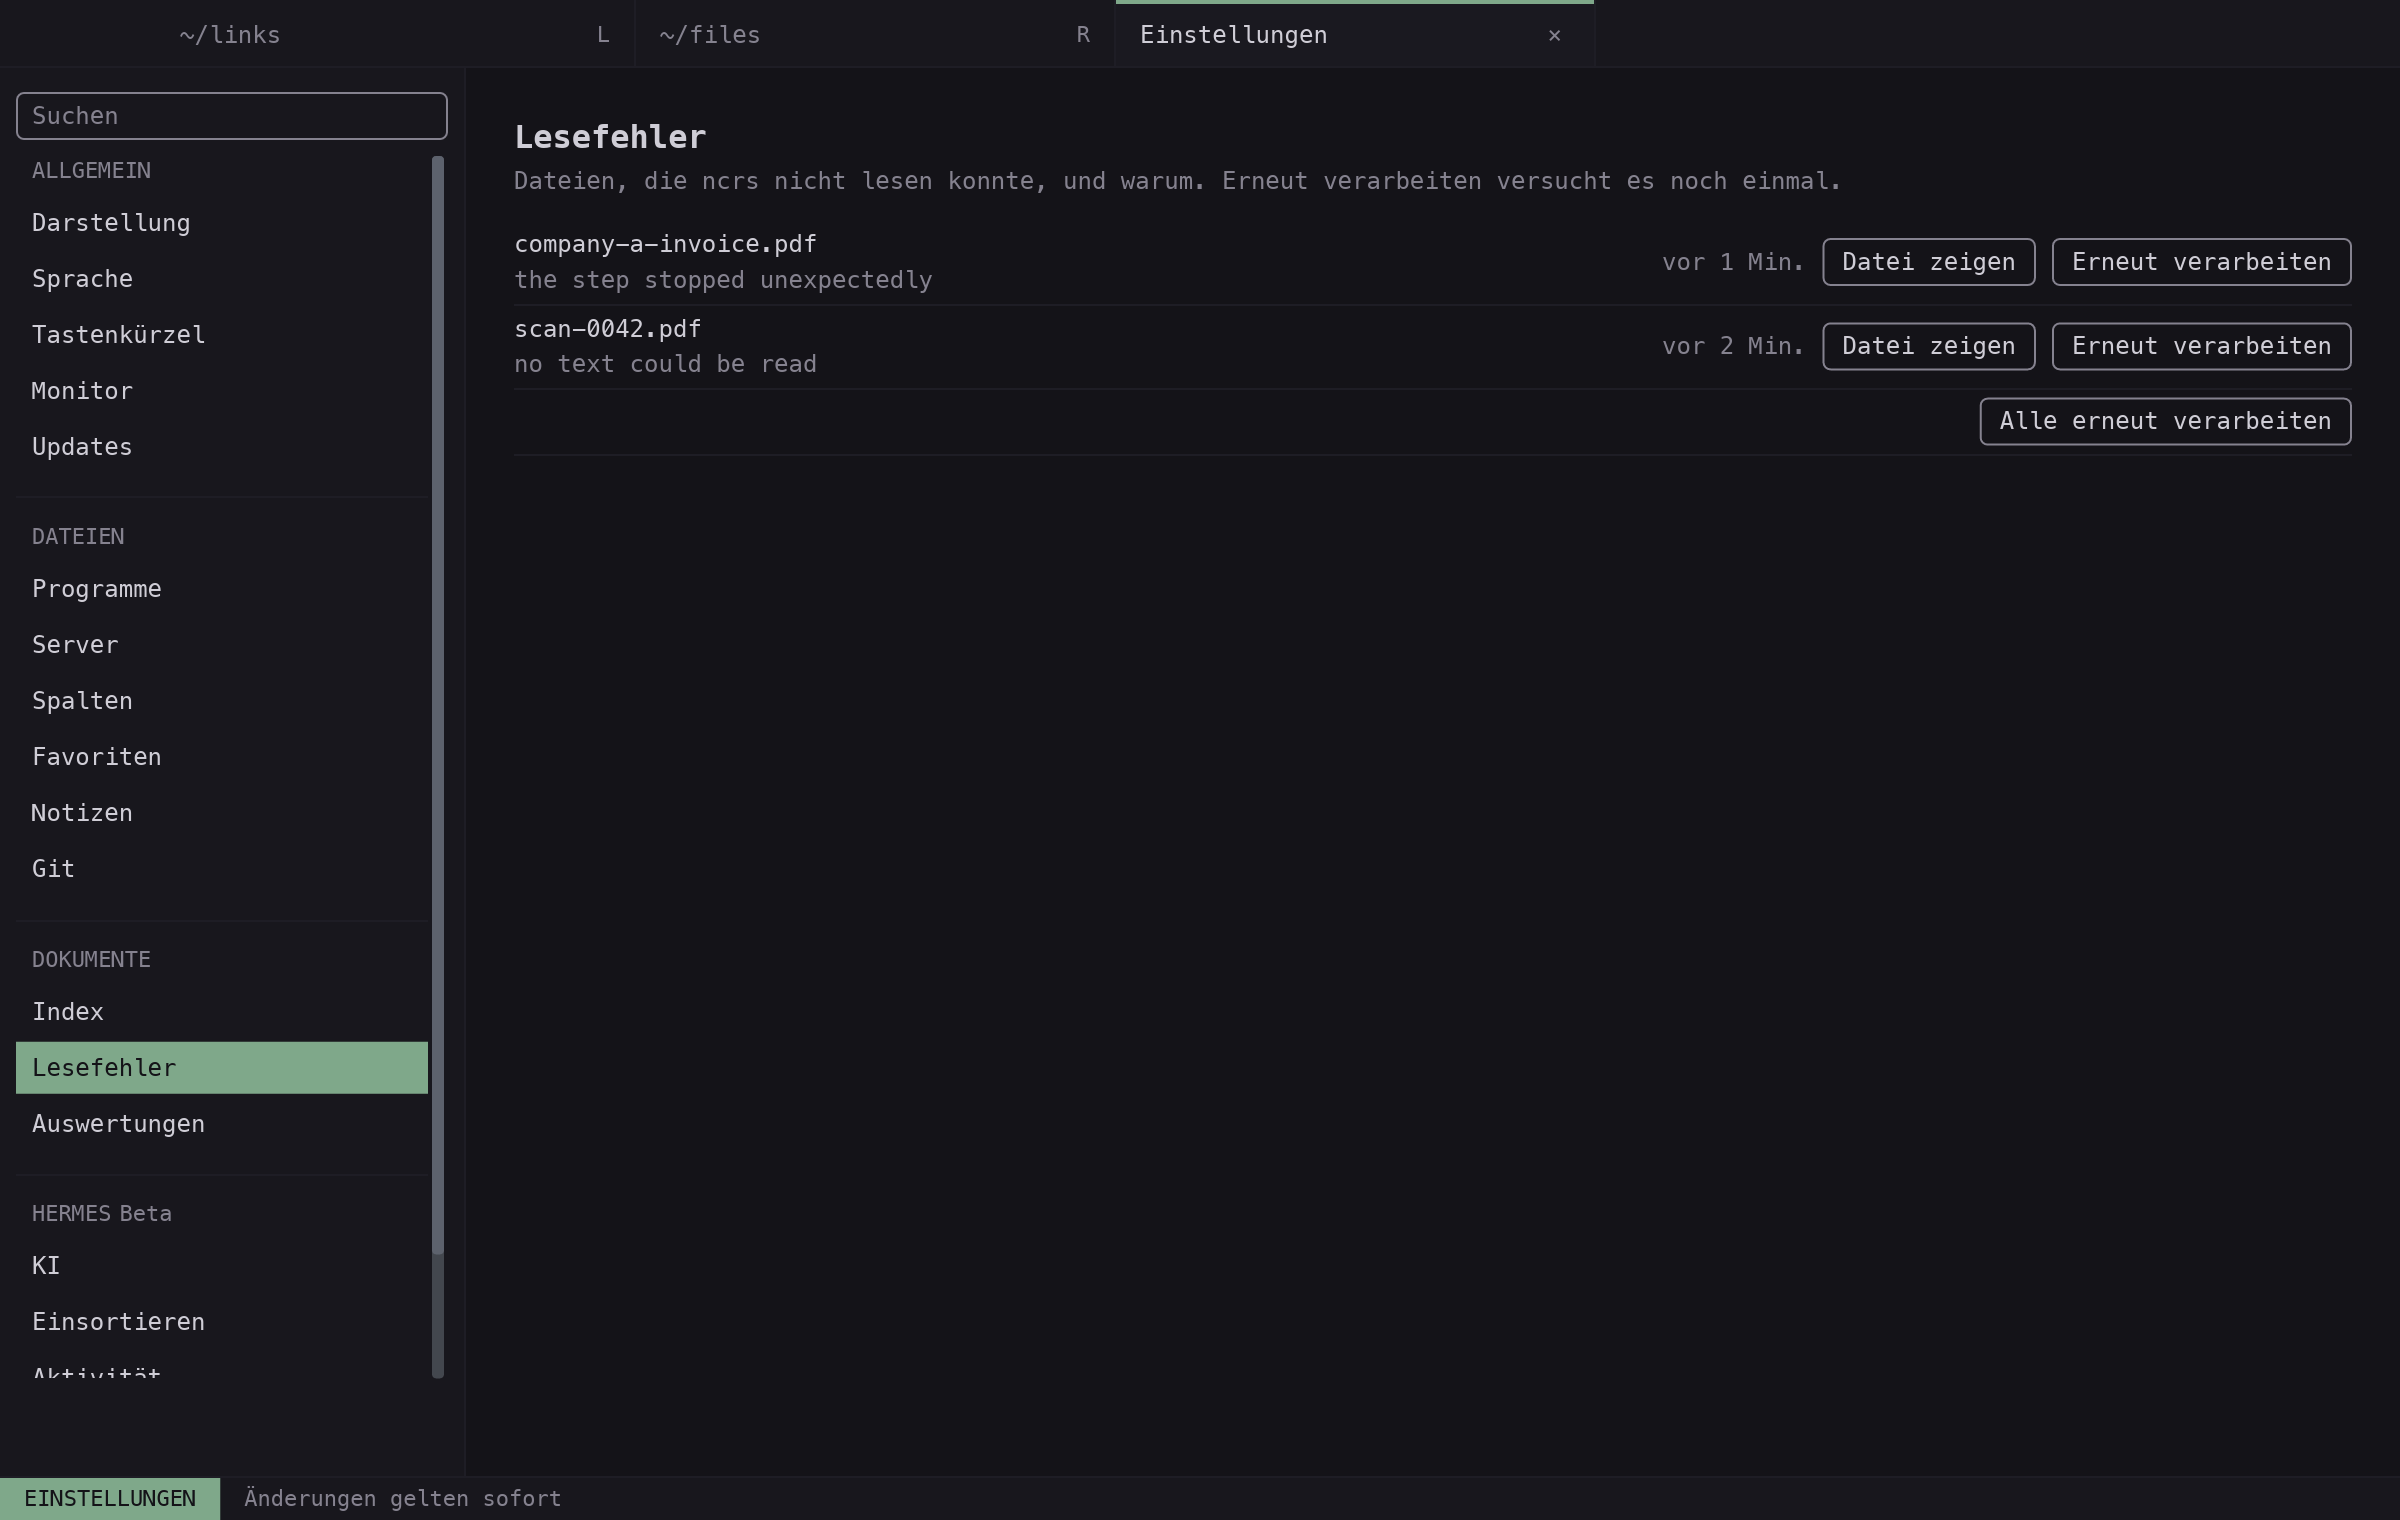 ~/links L ~/files R Einstellungen ×
Suchen
ALLGEMEIN
Darstellung
Sprache
Tastenkürzel
Monitor
Updates
DATEIEN
Programme
Server
Spalten
Favoriten
Notizen
Git
DOKUMENTE
Index
Lesefehler
Auswertungen
HERMES Beta
KI
Einsortieren
Aktivität
Lesefehler
Dateien, die ncrs nicht lesen konnte, und warum. Erneut verarbeiten versucht es noch einmal.
company-a-invoice.pdf
the step stopped unexpectedly
vor 1 Min. Datei zeigen Erneut verarbeiten
scan-0042.pdf
no text could be read
vor 2 Min. Datei zeigen Erneut verarbeiten
Alle erneut verarbeiten
EINSTELLUNGEN Änderungen gelten sofort